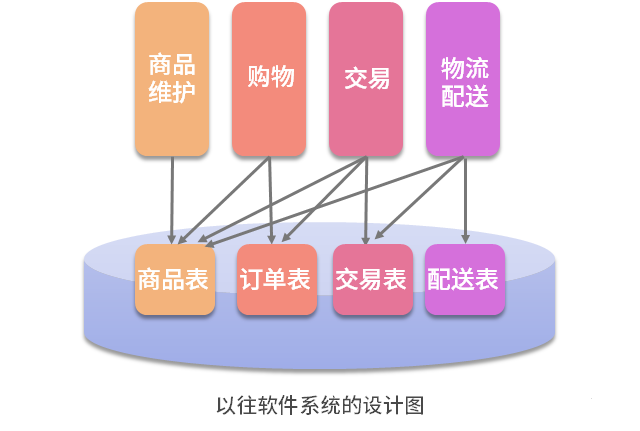 商品
维护
购物
交易
物流
配送
商品表
订单表
交易表
配送表
以往软件系统的设计图